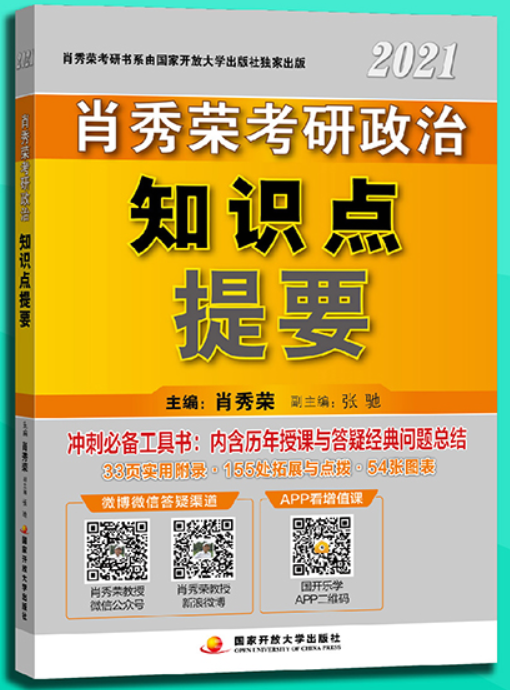 肖秀荣考研书系由国家开放大学出版社独家出版
2021
肖秀荣考研政治
知识点
提要
主编：肖秀荣 副主编：张驰
冲刺必备工具书：内含历年授课与答疑经典问题总结
33页实用附录·155处拓展与点拨·54张图表
微博微信答疑渠道
APP看增值课
肖秀荣教授
微信公众号
肖秀荣教授
新浪微博
国开乐学
APP二维码
国家开放大学出版社
OPEN UNIVERSITY OF CHINA PRESS
2021
肖秀荣考研政治
知识点提要
主编 肖秀荣 副主编 张驰
国家开放大学出版社